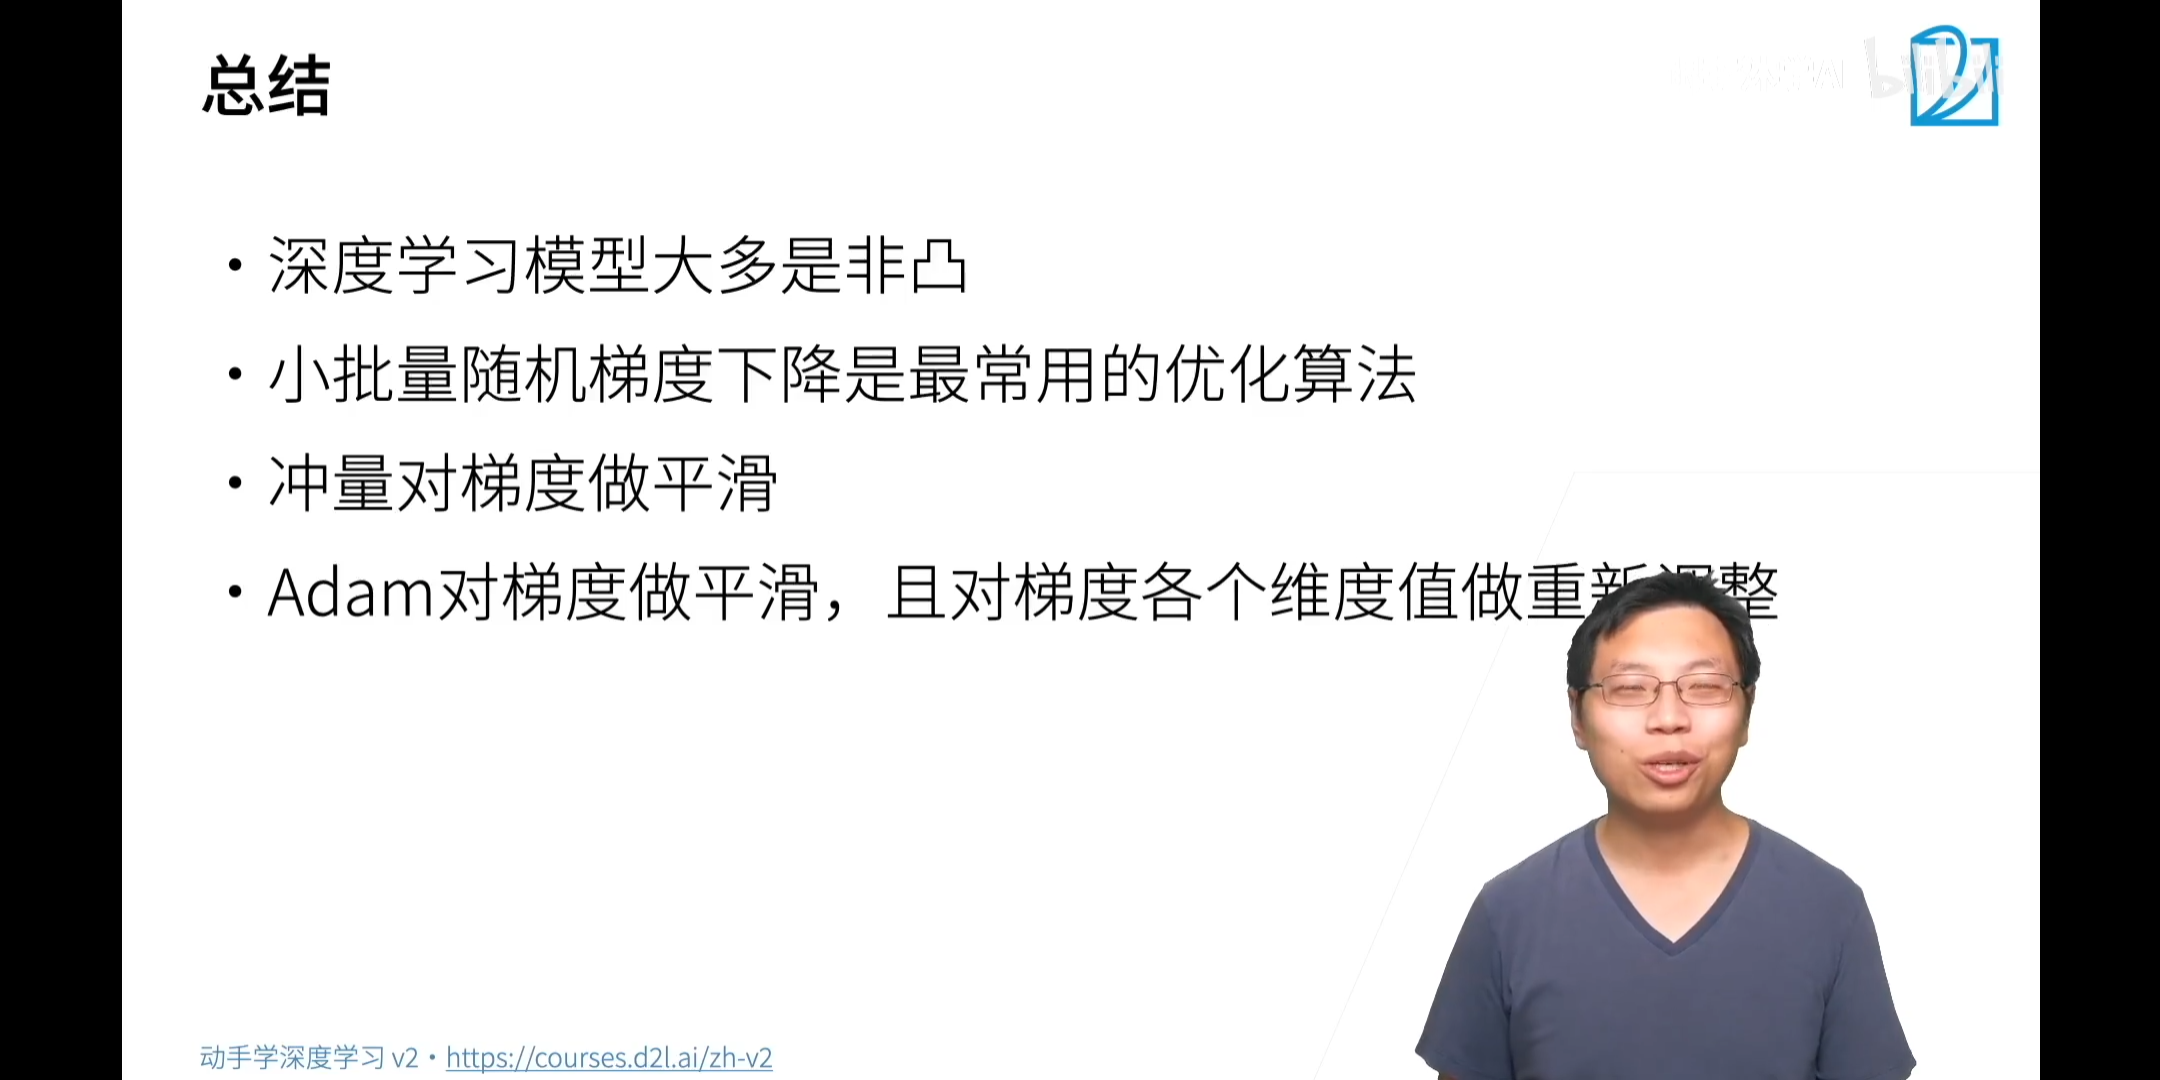 总结
bilibili
• 深度学习模型大多是非凸
• 小批量随机梯度下降是最常用的优化算法
• 冲量对梯度做平滑
• Adam对梯度做平滑，且对梯度各个维度值做重新调整
动手学深度学习 v2 • https://courses.d2l.ai/zh-v2